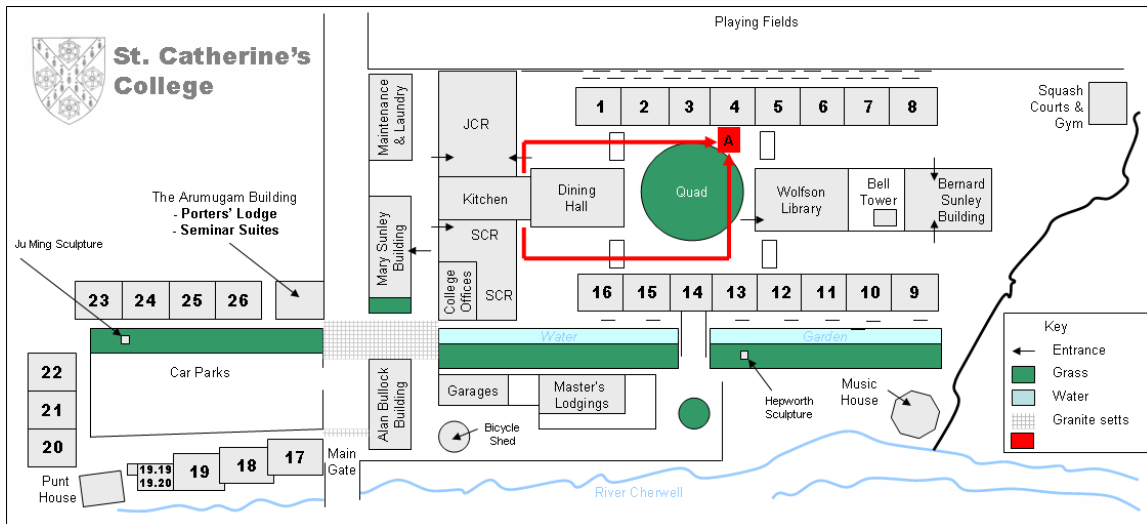 St. Catherine's
College
Playing Fields
Maintenance
& Laundry
JCR
1
2
3
4
5
6
7
8
Squash
Courts &
Gym
A
The Arumugam Building
- Porters' Lodge
- Seminar Suites
Kitchen
Dining
Hall
Quad
Wolfson
Library
Bell
Tower
Bernard
Sunley
Building
Ju Ming Sculpture
Mary Sunley
Building
SCR
College
Offices
SCR
23
24
25
26
16
15
14
13
12
11
10
9
Water
Garden
Key
Entrance
Grass
Water
Granite setts
Car Parks
22
21
20
Alan Bullock
Building
Garages
Master's
Lodgings
Hepworth
Sculpture
Music
House
Bicycle
Shed
17
18
19
19.19
19.20
Main
Gate
Punt
House
River Cherwell